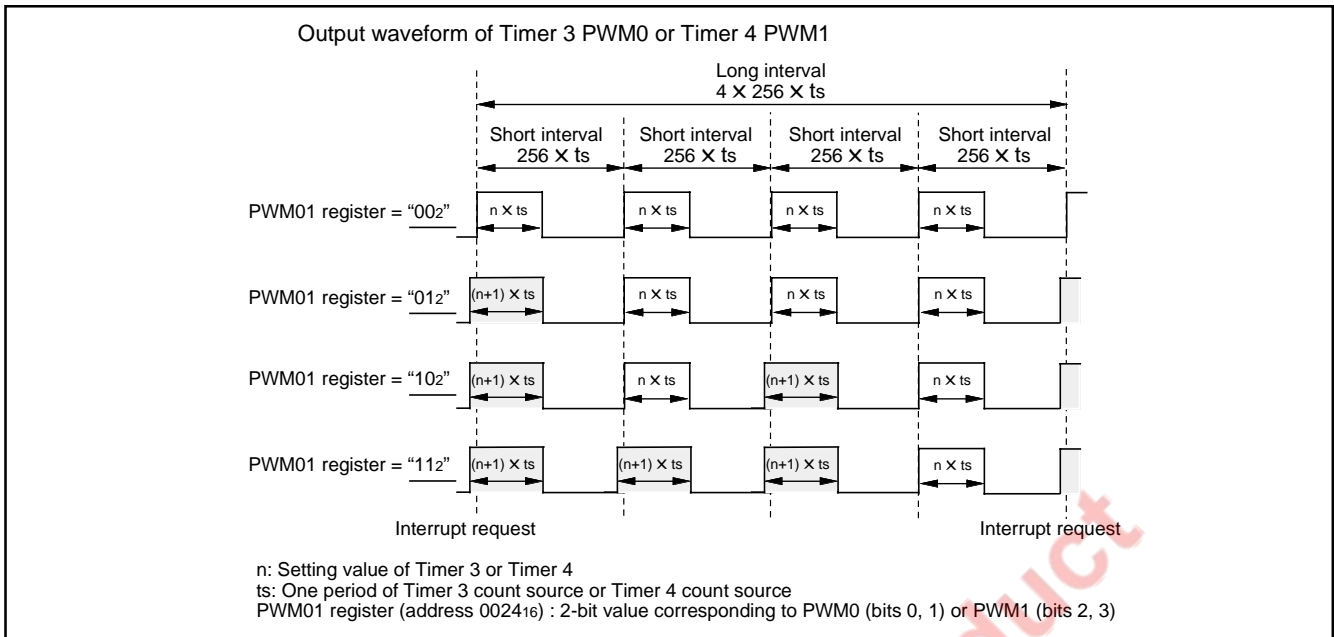 Output waveform of Timer 3 PWM0 or Timer 4 PWM1
Long interval
4 × 256 × ts
Short interval Short interval Short interval Short interval
256 × ts 256 × ts 256 × ts 256 × ts
PWM01 register = “002” n × ts n × ts n × ts n × ts
PWM01 register = “012” (n+1) × ts n × ts n × ts n × ts
PWM01 register = “102” (n+1) × ts n × ts (n+1) × ts n × ts
PWM01 register = “112” (n+1) × ts (n+1) × ts (n+1) × ts n × ts
Interrupt request Interrupt request
n: Setting value of Timer 3 or Timer 4
ts: One period of Timer 3 count source or Timer 4 count source
PWM01 register (address 002416) : 2-bit value corresponding to PWM0 (bits 0, 1) or PWM1 (bits 2, 3)